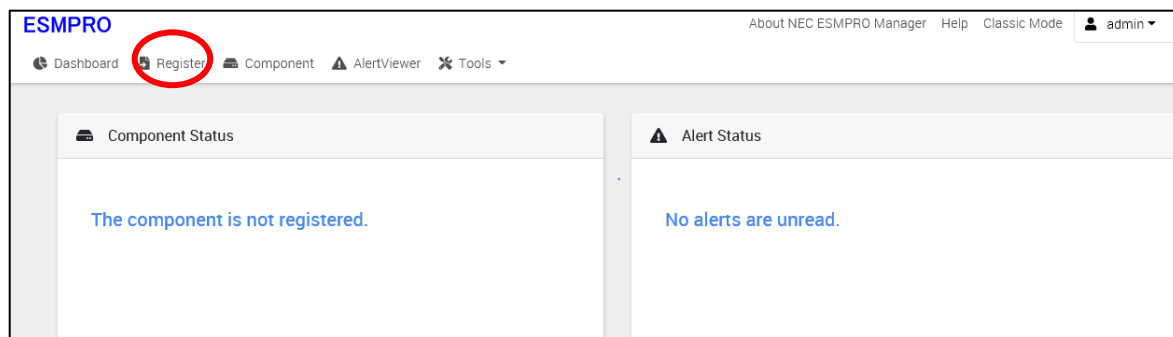 ESMPRO
About NEC ESMPRO Manager Help Classic Mode admin
Dashboard Register Component AlertViewer Tools
Component Status
Alert Status
The component is not registered.
No alerts are unread.